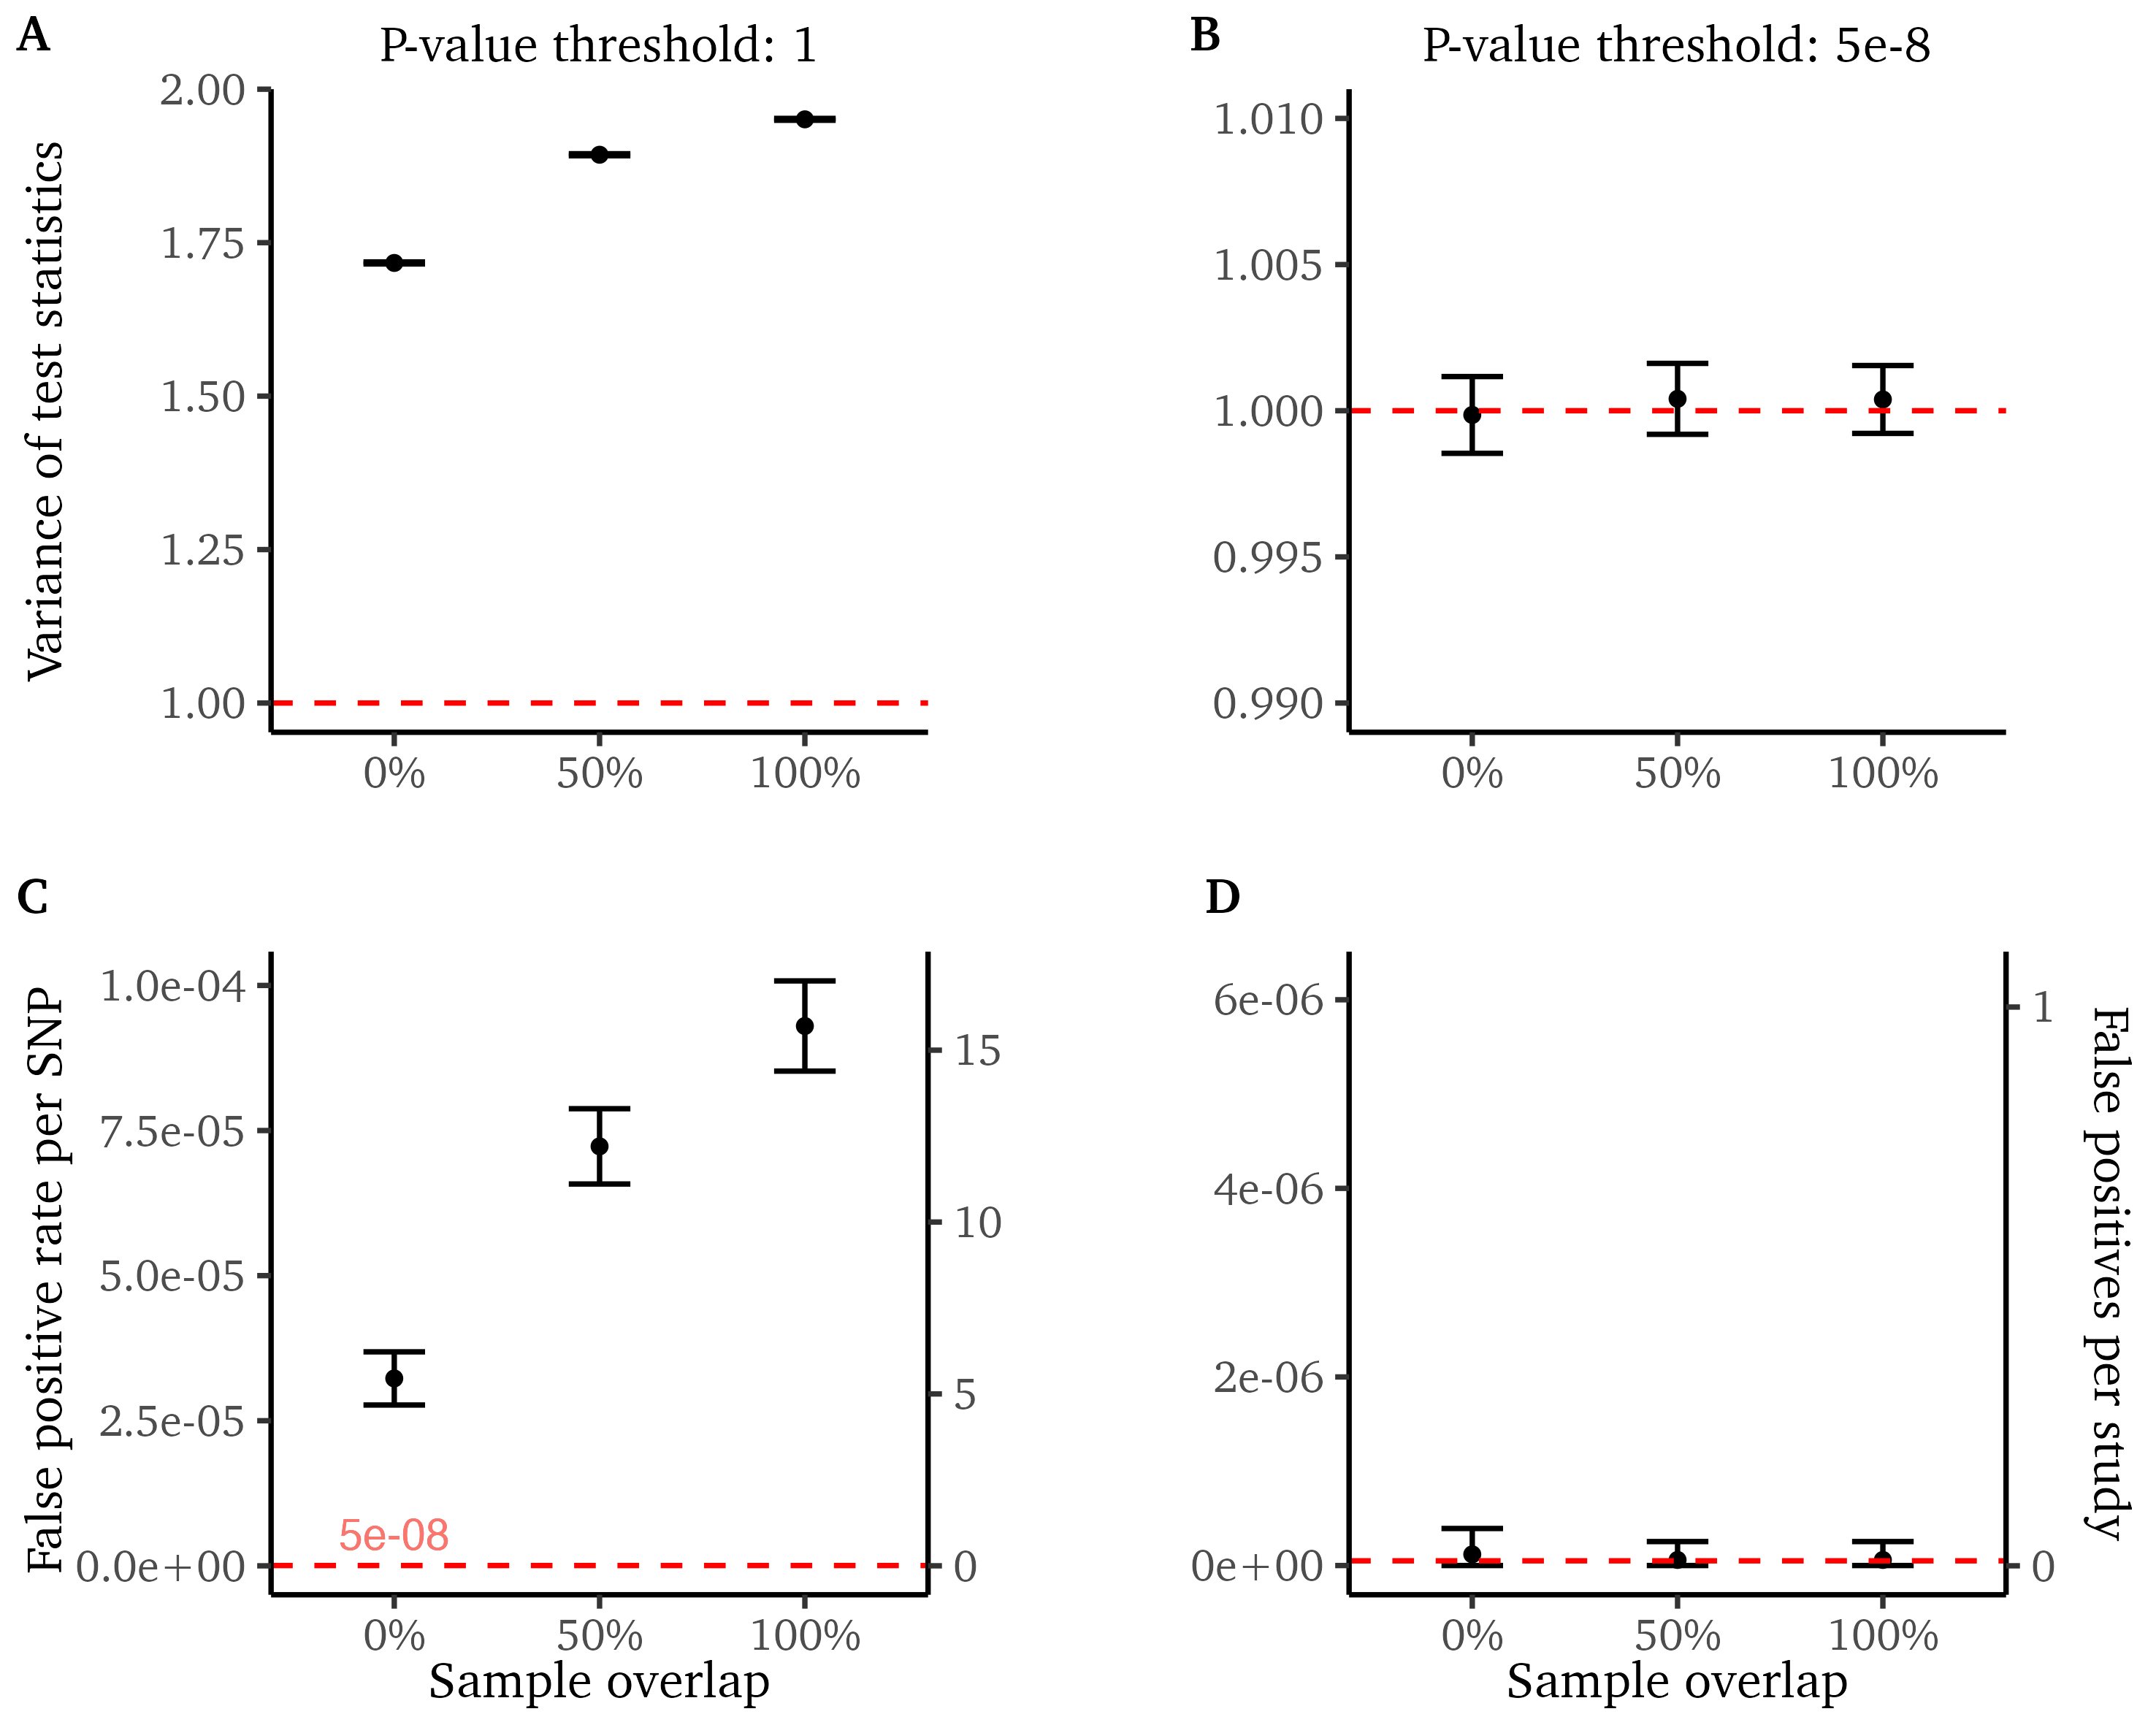 A
P-value threshold: 1
Variance of test statistics
2.00
1.75
1.50
1.25
1.00
0% 50% 100%
B
P-value threshold: 5e-8
1.010
1.005
1.000
0.995
0.990
0% 50% 100%
C
False positive rate per SNP
1.0e-04
7.5e-05
5.0e-05
2.5e-05
0.0e+00
5e-08
15
10
5
0
0% 50% 100%
Sample overlap
D
6e-06
4e-06
2e-06
0e+00
1
0
False positives per study
0% 50% 100%
Sample overlap